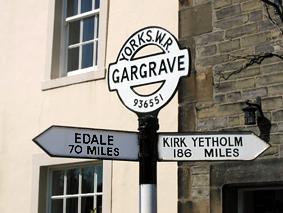 YORKS.W.R.
GARGRAVE
936551
EDALE
70 MILES
KIRK YETHOLM
186 MILES